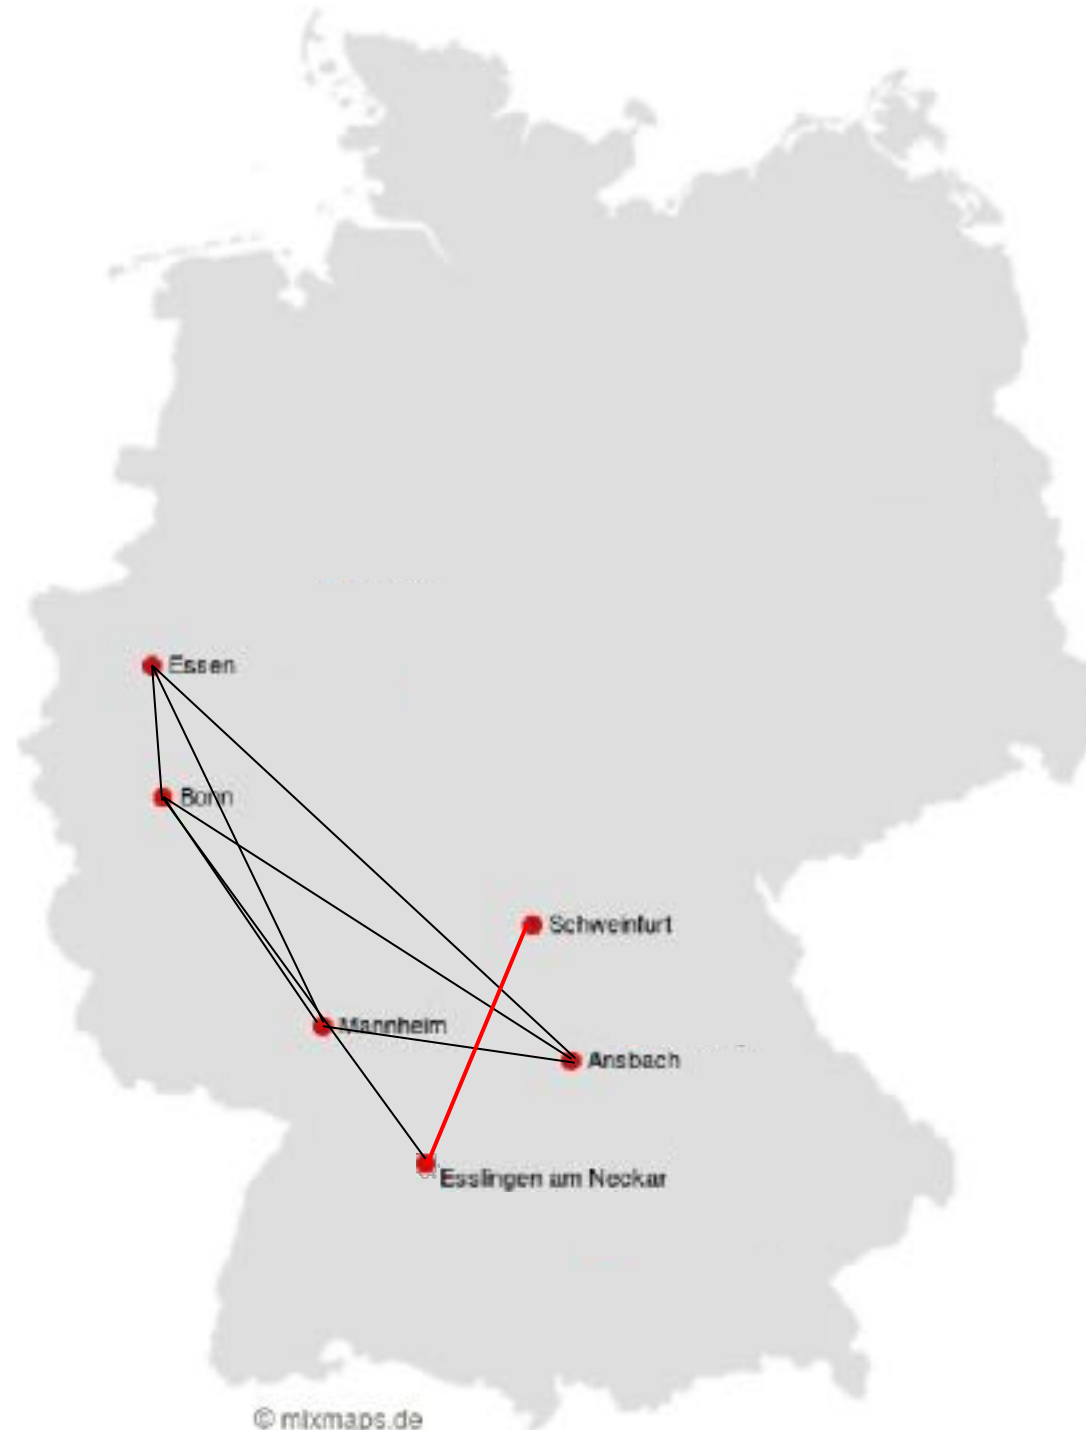 Essen
Bonn
Schweinfurt
Mannheim
Ansbach
Esslingen am Neckar
© mixmaps.de